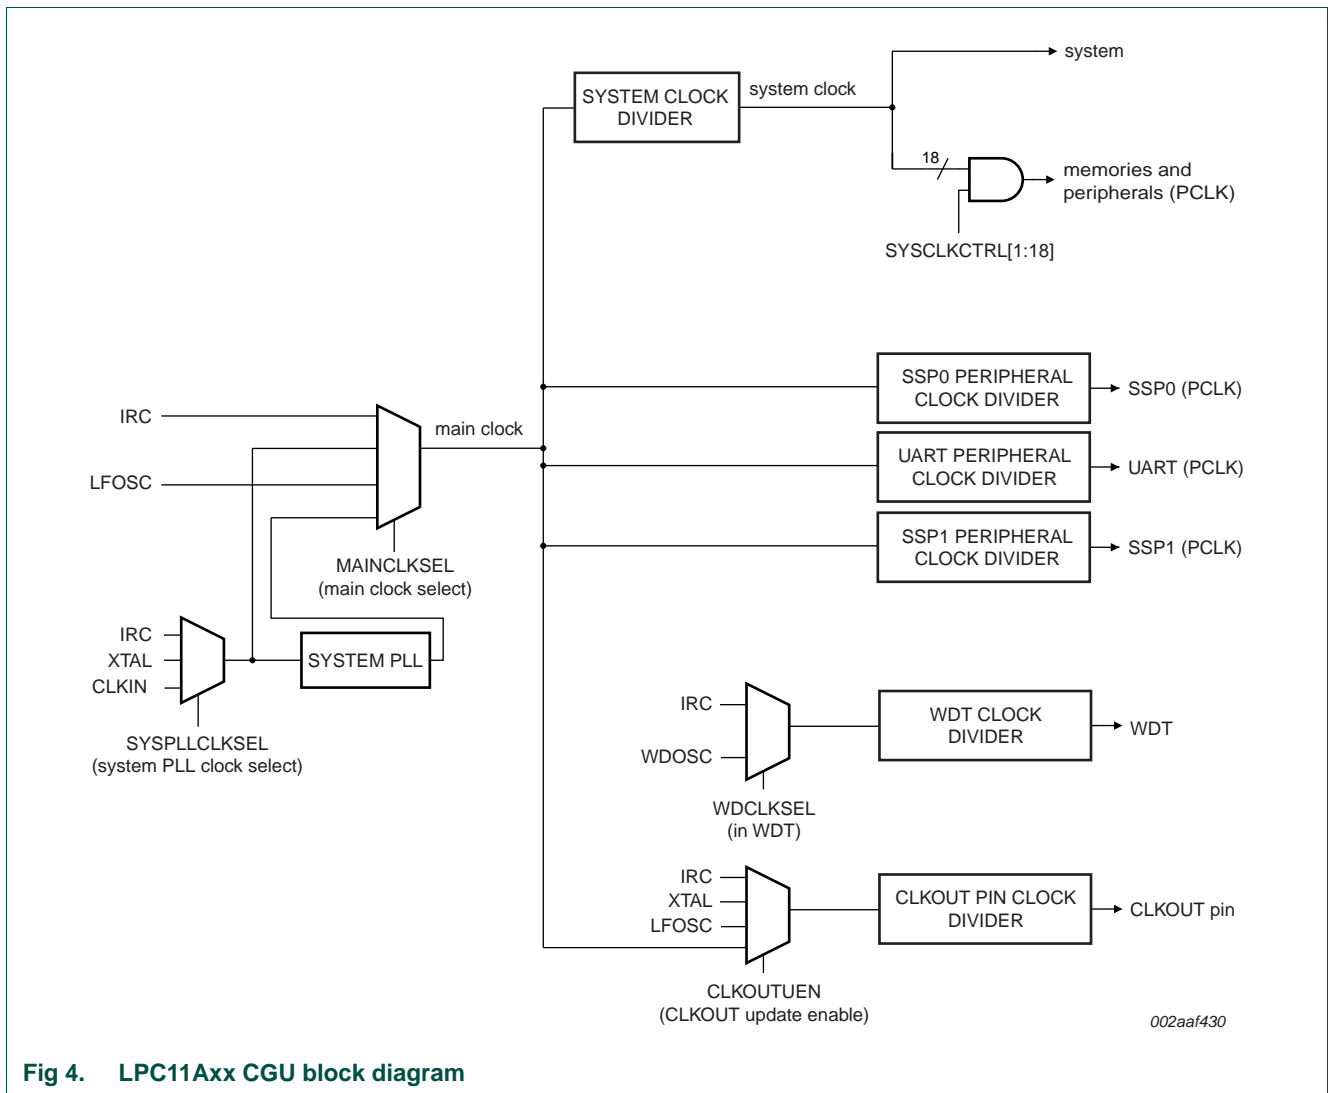 system
SYSTEM CLOCK
DIVIDER
system clock
18
memories and
peripherals (PCLK)
SYSCLKCTRL[1:18]
SSP0 PERIPHERAL
CLOCK DIVIDER
SSP0 (PCLK)
IRC
main clock
UART PERIPHERAL
CLOCK DIVIDER
UART (PCLK)
LFOSC
SSP1 PERIPHERAL
CLOCK DIVIDER
SSP1 (PCLK)
MAINCLKSEL
(main clock select)
IRC
XTAL
CLKIN
SYSTEM PLL
SYSPLLCLKSEL
(system PLL clock select)
IRC
WDOSC
WDT CLOCK
DIVIDER
WDT
WDCLKSEL
(in WDT)
IRC
XTAL
LFOSC
CLKOUT PIN CLOCK
DIVIDER
CLKOUT pin
CLKOUTUEN
(CLKOUT update enable)
002aaf430
Fig 4. LPC11Axx CGU block diagram